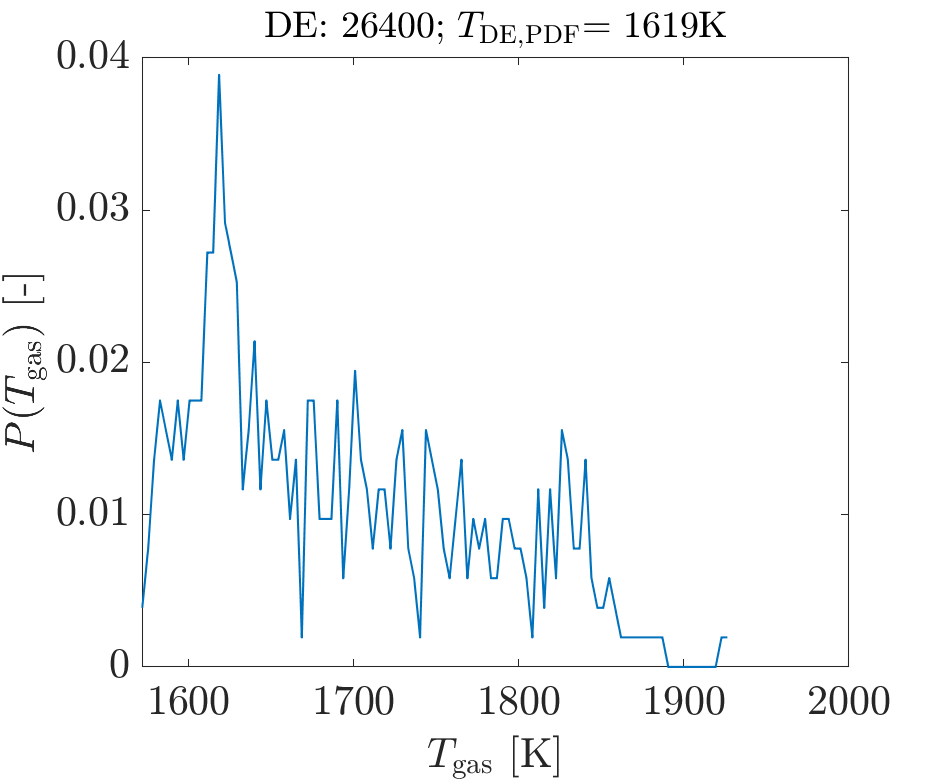 DE: 26400; T_DE,PDF= 1619K
0.04
0.03
0.02
0.01
0
P(T_gas) [-]
1600 1700 1800 1900 2000
T_gas [K]